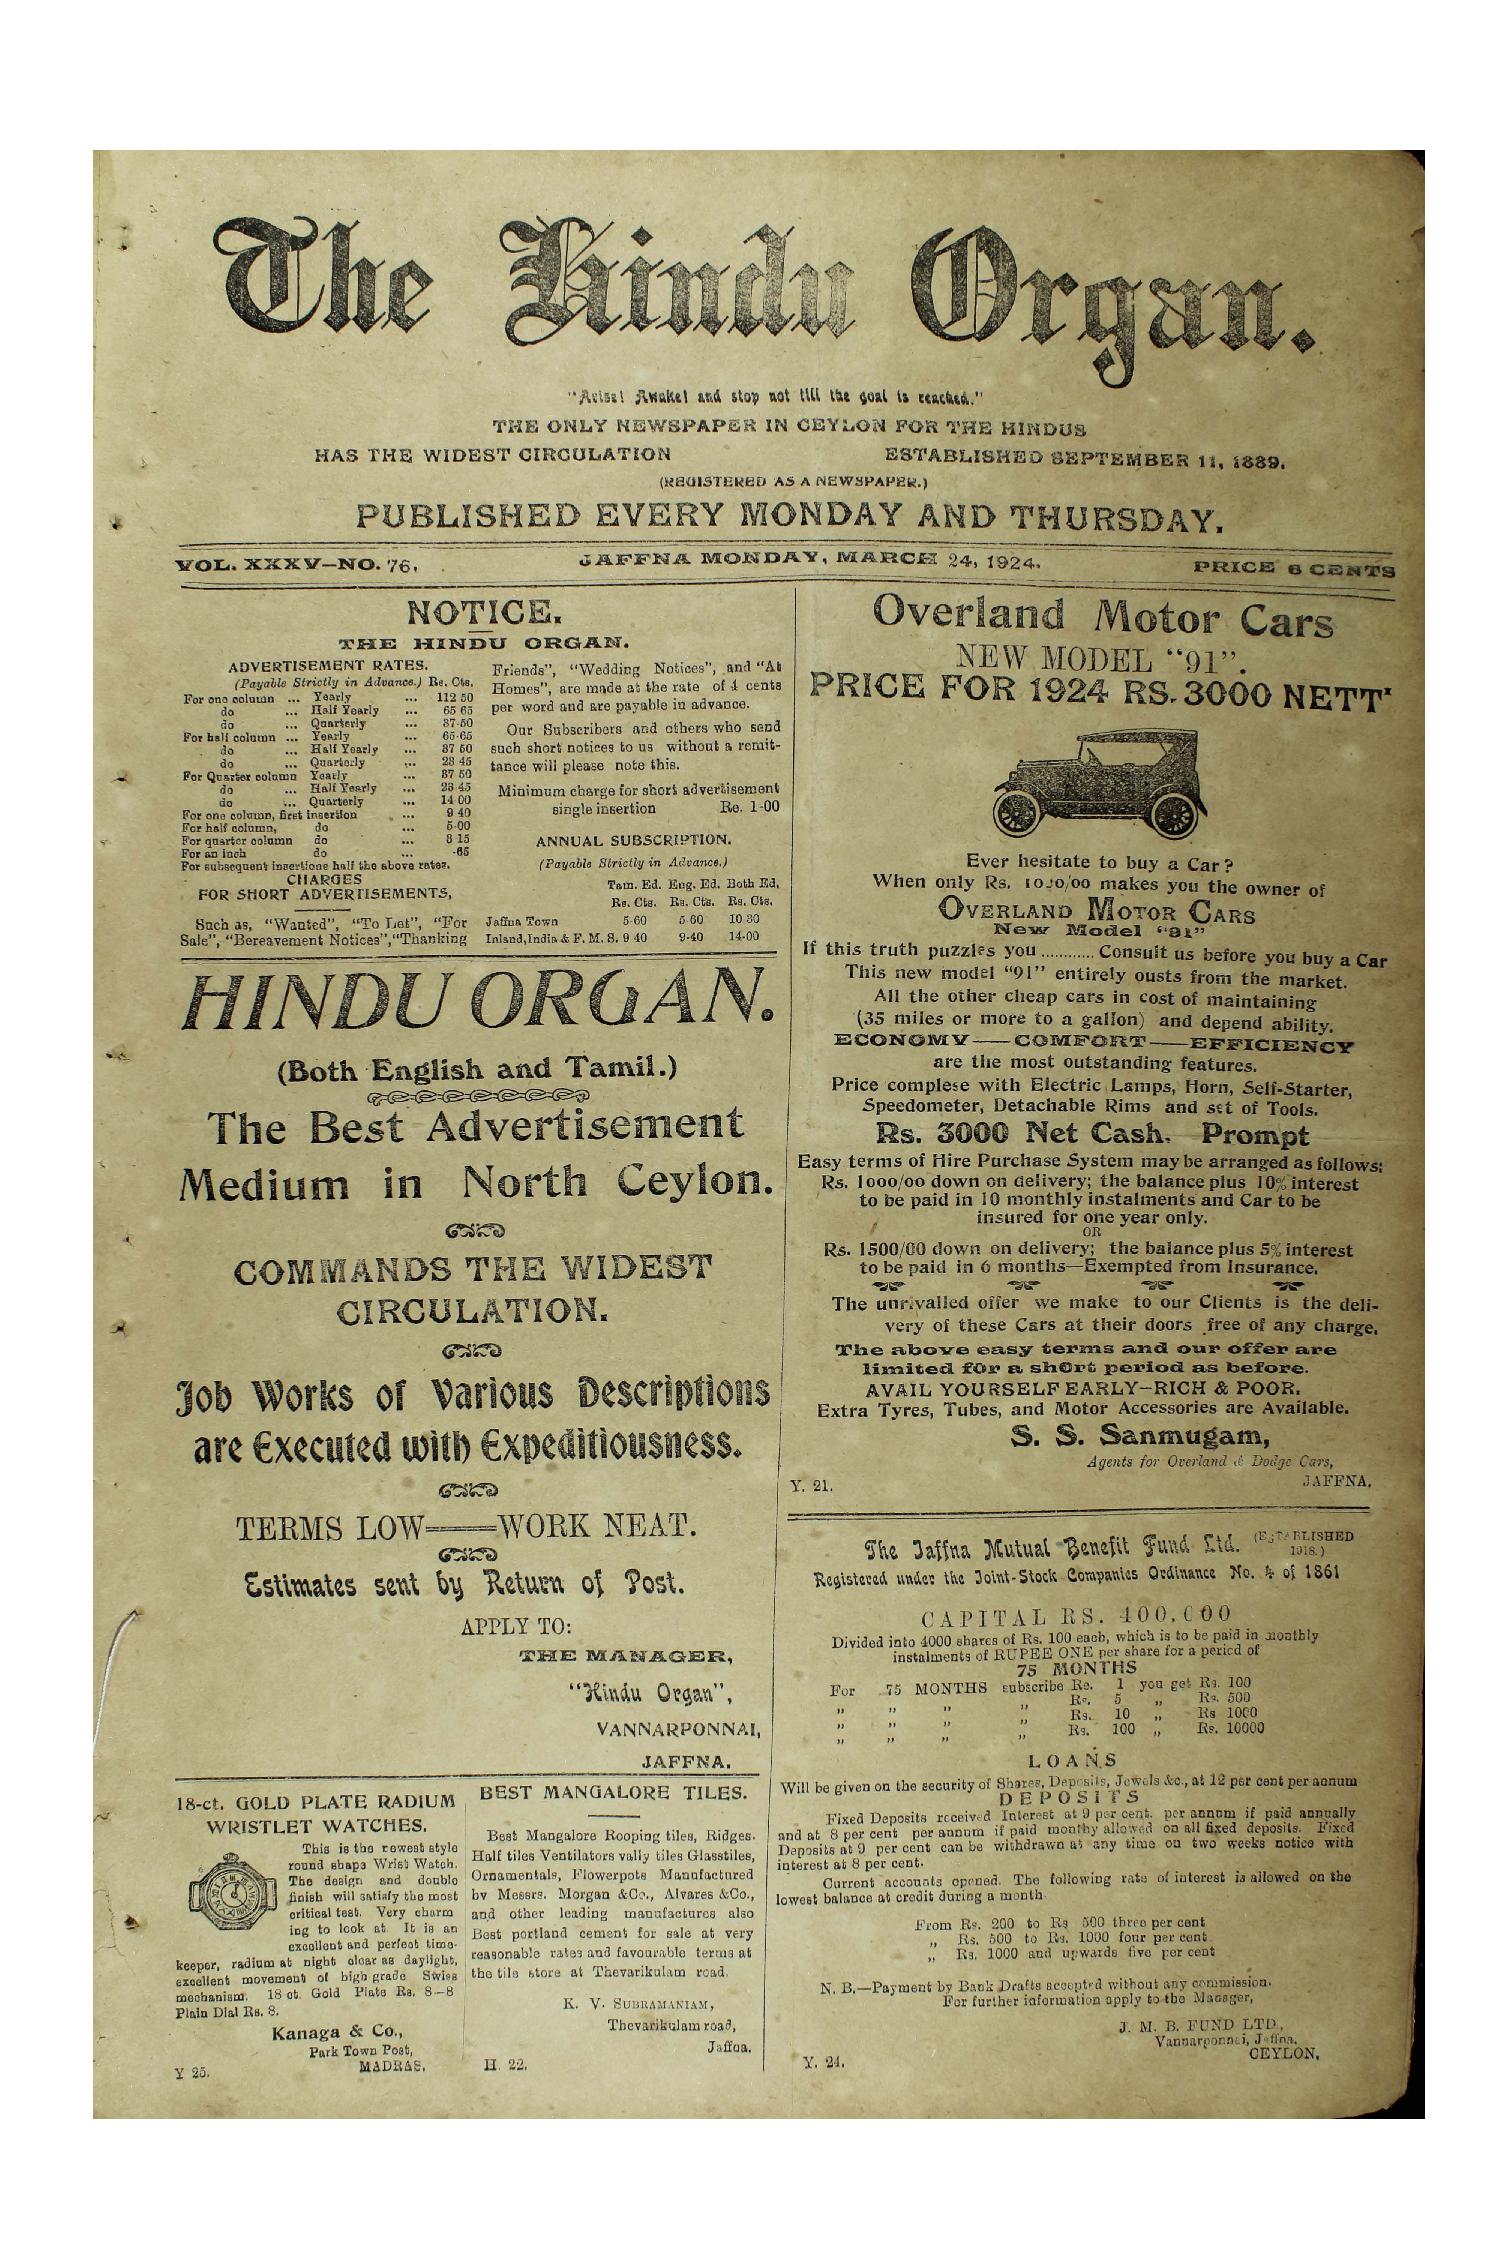 The Hindu Organ.
"Arise! Awake! and stop not till the goal is reached."
THE ONLY NEWSPAPER IN CEYLON FOR THE HINDUS
HAS THE WIDEST CIRCULATION
ESTABLISHED SEPTEMBER 11, 1889.
(REGISTERED AS A NEWSPAPER.)
PUBLISHED EVERY MONDAY AND THURSDAY.
VOL. XXXV—NO. 76.
JAFFNA MONDAY, MARCH 24, 1924.
PRICE 6 CENTS
NOTICE.
THE HINDU ORGAN.
ADVERTISEMENT RATES.
(Payable Strictly in Advance.) Rs. Cts.
For one column ... Yearly ... 112 50
do ... Half Yearly ... 65 65
do ... Quarterly ... 37-50
For half column ... Yearly ... 65-65
do ... Half Yearly ... 37 50
do ... Quarterly ... 28 45
For Quarter column Yearly ... 37 50
do ... Half Yearly ... 28-45
do ... Quarterly ... 14 00
For one column, first insertion ... 9 40
For half column, do ... 5-00
For quarter column do ... 3 15
For an inch do ... -65
For subsequent insertions half the above rates.
CHARGES
FOR SHORT ADVERTISEMENTS,
Such as, "Wanted", "To Let", "For
Sale", "Bereavement Notices", "Thanking
Friends", "Wedding Notices", and "At
Homes", are made at the rate of 4 cents
per word and are payable in advance.
Our Subscribers and others who send
such short notices to us without a remit-
tance will please note this.
Minimum charge for short advertisement
single insertion Re. 1-00
ANNUAL SUBSCRIPTION.
(Payable Strictly in Advance.)
Tam. Ed. Eng. Ed. Both Ed.
Rs. Cts. Rs. Cts. Rs. Cts.
Jaffna Town 5-60 5 60 10 30
Inland, India & F. M. S. 9 40 9-40 14-00
HINDU ORGAN.
(Both English and Tamil.)
The Best Advertisement
Medium in North Ceylon.
COMMANDS THE WIDEST
CIRCULATION.
Job Works of Various Descriptions
are Executed with Expeditiousness.
TERMS LOW——WORK NEAT.
Estimates sent by Return of Post.
APPLY TO:
THE MANAGER,
"Hindu Organ",
VANNARPONNAI,
JAFFNA.
18-ct. GOLD PLATE RADIUM
WRISTLET WATCHES.
This is the newest style
round shape Wrist Watch.
The design and double
finish will satisfy the most
critical test. Very charm
ing to look at. It is an
excellent and perfect time-
keeper, radium at night clear as daylight,
excellent movement of high grade Swiss
mechanism. 18 ct. Gold Plate Rs. 8—8
Plain Dial Rs. 8.
Kanaga & Co.,
Park Town Post,
MADRAS.
Y 25.
BEST MANGALORE TILES.
Best Mangalore Rooping tiles, Ridges.
Half tiles Ventilators vally tiles Glasstiles,
Ornamentals, Flowerpots Manufactured
by Messrs. Morgan &Co., Alvares &Co.,
and other leading manufactures also
Best portland cement for sale at very
reasonable rates and favourable terms at
the tile store at Thevarikulam road.
K. V. SUBRAMANIAM,
Thevarikulam road,
Jaffna.
H. 22.
Overland Motor Cars
NEW MODEL "91".
PRICE FOR 1924 RS. 3000 NETT
Ever hesitate to buy a Car?
When only Rs. 1000/00 makes you the owner of
OVERLAND MOTOR CARS
New Model "91"
If this truth puzzles you ............ Consult us before you buy a Car
This new model "91" entirely ousts from the market.
All the other cheap cars in cost of maintaining
(35 miles or more to a gallon) and depend ability.
ECONOMY——COMFORT——EFFICIENCY
are the most outstanding features.
Price complese with Electric Lamps, Horn, Self-Starter,
Speedometer, Detachable Rims and set of Tools.
Rs. 3000 Net Cash. Prompt
Easy terms of Hire Purchase System may be arranged as follows:
Rs. 1000/00 down on delivery; the balance plus 10% interest
to be paid in 10 monthly instalments and Car to be
insured for one year only.
OR
Rs. 1500/00 down on delivery; the balance plus 5% interest
to be paid in 6 months—Exempted from Insurance.
The unrivalled offer we make to our Clients is the deli-
very of these Cars at their doors free of any charge.
The above easy terms and our offer are
limited for a short period as before.
AVAIL YOURSELF EARLY—RICH & POOR.
Extra Tyres, Tubes, and Motor Accessories are Available.
S. S. Sanmugam,
Agents for Overland & Dodge Cars,
JAFFNA.
Y. 21.
The Jaffna Mutual Benefit Fund Ltd. (ESTABLISHED
1918.)
Registered under the Joint-Stock Companies Ordinance No. 4 of 1861
CAPITAL RS. 400,000
Divided into 4000 shares of Rs. 100 each, which is to be paid in monthly
instalments of RUPEE ONE per share for a period of
75 MONTHS
For 75 MONTHS subscribe Re. 1 you get Rs. 100
" " " " Rs. 5 " Rs. 500
" " " " Rs. 10 " Rs 1000
" " " " Rs. 100 " Rs. 10000
LOANS
Will be given on the security of Shares, Deposits, Jewels &c., at 12 per cent per annum
DEPOSITS
Fixed Deposits received Interest at 9 per cent. per annum if paid annually
and at 8 per cent per annum if paid monthy allowed on all fixed deposits. Fixed
Deposits at 9 per cent can be withdrawn at any time on two weeks notice with
interest at 8 per cent.
Current accounts opened. The following rate of interest is allowed on the
lowest balance at credit during a month.
From Rs. 200 to Rs 500 three per cent
" Rs. 500 to Rs. 1000 four per cent
" Rs. 1000 and upwards five per cent
N. B.—Payment by Bank Drafts accepted without any commission.
For further information apply to the Manager,
J. M. B. FUND LTD.,
Vannarponnai, Jaffna.
CEYLON.
Y. 24.